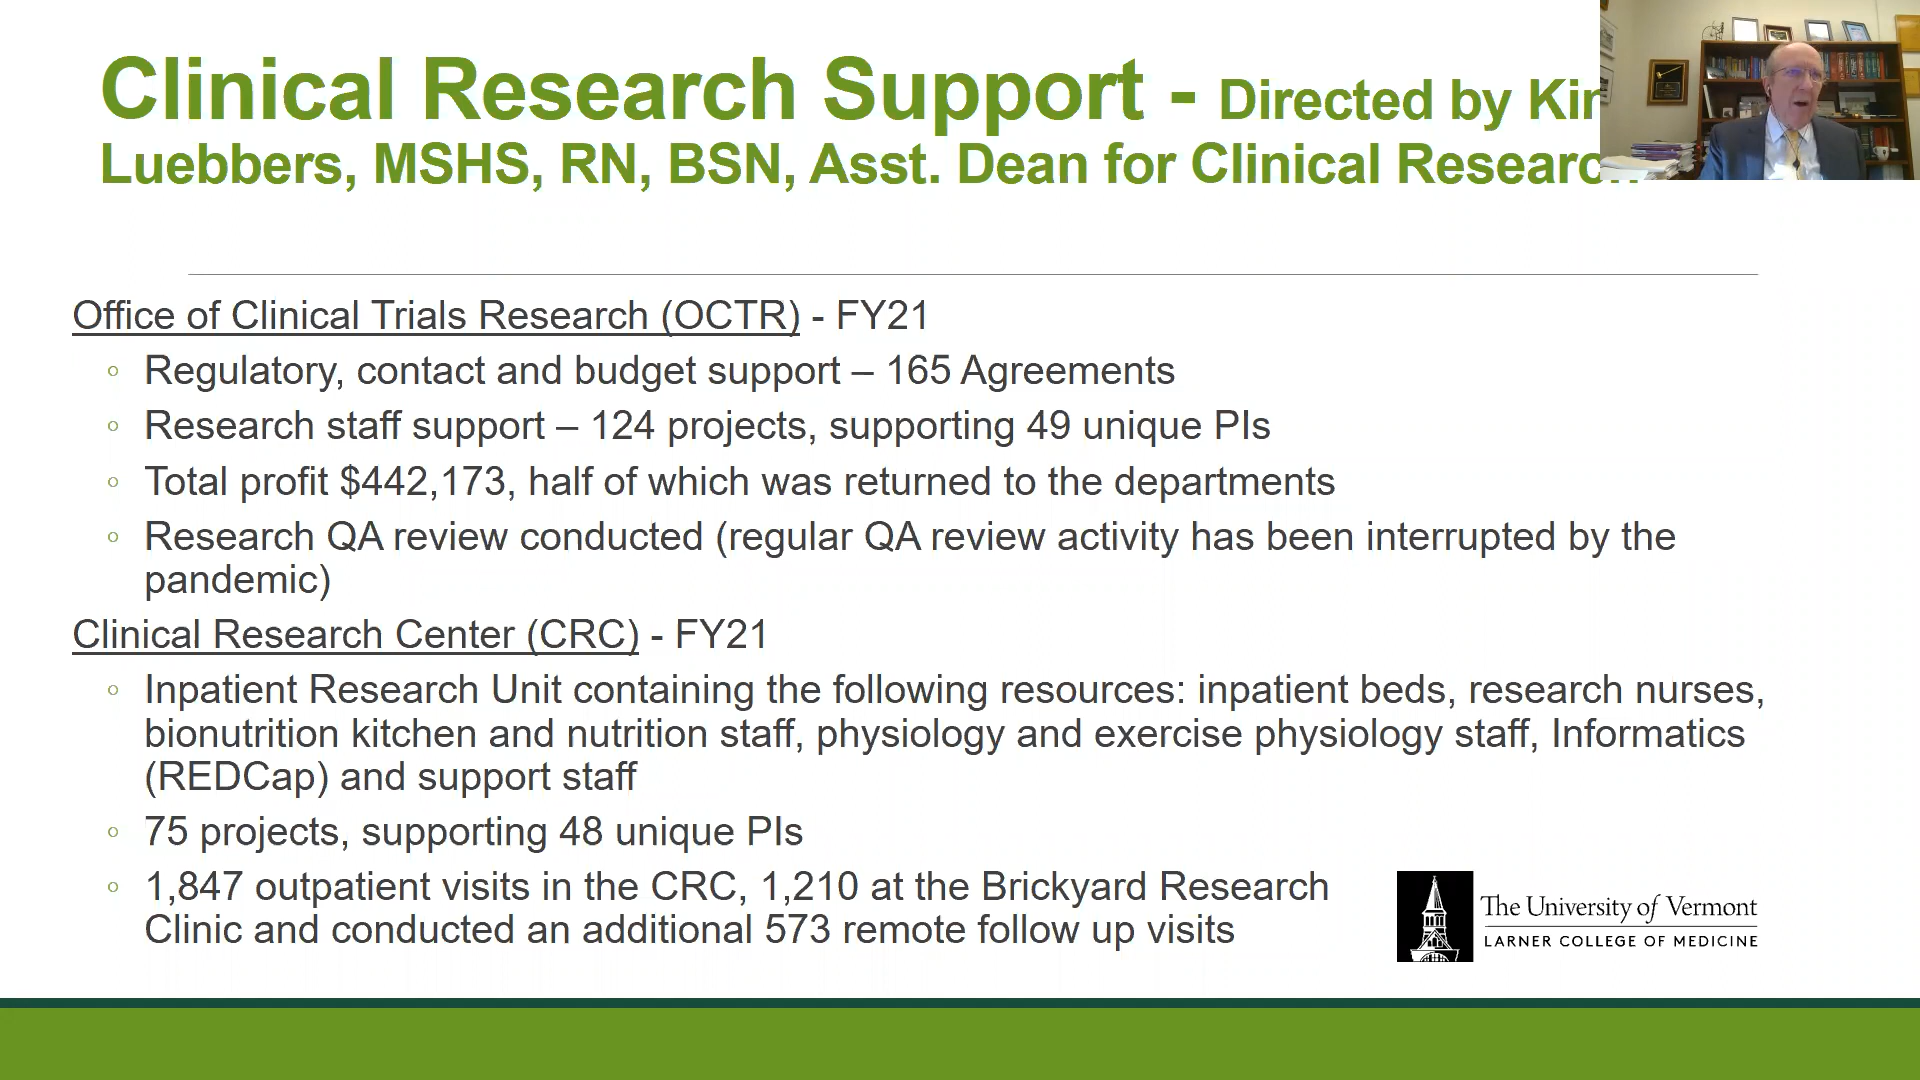 Clinical Research Support - Directed by
Luebbers, MSHS, RN, BSN, Asst. Dean for Clinical Research
Office of Clinical Trials Research (OCTR) - FY21
◦ Regulatory, contact and budget support – 165 Agreements
◦ Research staff support – 124 projects, supporting 49 unique PIs
◦ Total profit $442,173, half of which was returned to the departments
◦ Research QA review conducted (regular QA review activity has been interrupted by the
pandemic)
Clinical Research Center (CRC) - FY21
◦ Inpatient Research Unit containing the following resources: inpatient beds, research nurses,
bionutrition kitchen and nutrition staff, physiology and exercise physiology staff, Informatics
(REDCap) and support staff
◦ 75 projects, supporting 48 unique PIs
◦ 1,847 outpatient visits in the CRC, 1,210 at the Brickyard Research
Clinic and conducted an additional 573 remote follow up visits
The University of Vermont
LARNER COLLEGE OF MEDICINE